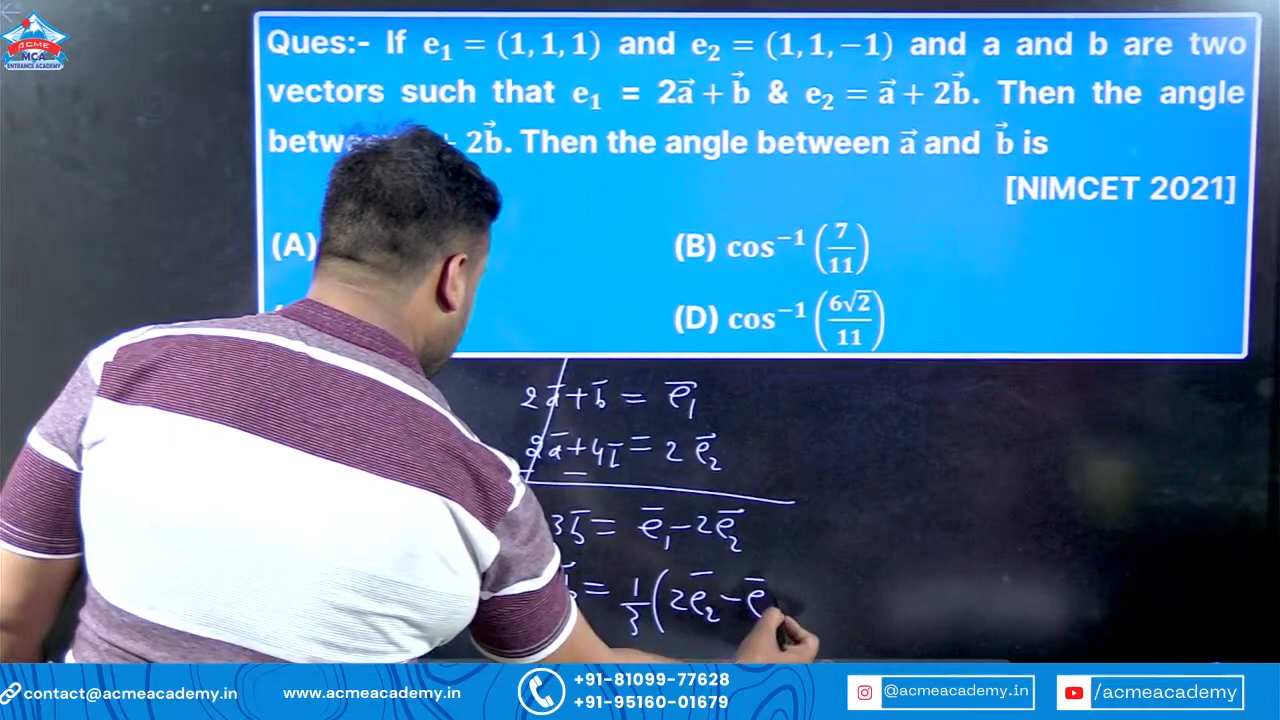 ACME
MCA
ENTRANCE ACADEMY
Ques:- If e₁ = (1, 1, 1) and e₂ = (1, 1, −1) and a and b are two
vectors such that e₁ = 2a⃗ + b⃗ & e₂ = a⃗ + 2b⃗. Then the angle
betw + 2b⃗. Then the angle between a⃗ and b⃗ is
[NIMCET 2021]
(A) (B) cos⁻¹ (7/11)
(D) cos⁻¹ (6√2/11)
2a̅ + b̅ = e̅₁
2a̅ + 4b̅ = 2e̅₂
3b̅ = e̅₁ − 2e̅₂
= 1/3 (2e̅₂ − e̅
contact@acmeacademy.in www.acmeacademy.in +91-81099-77628 @acmeacademy.in /acmeacademy
+91-95160-01679